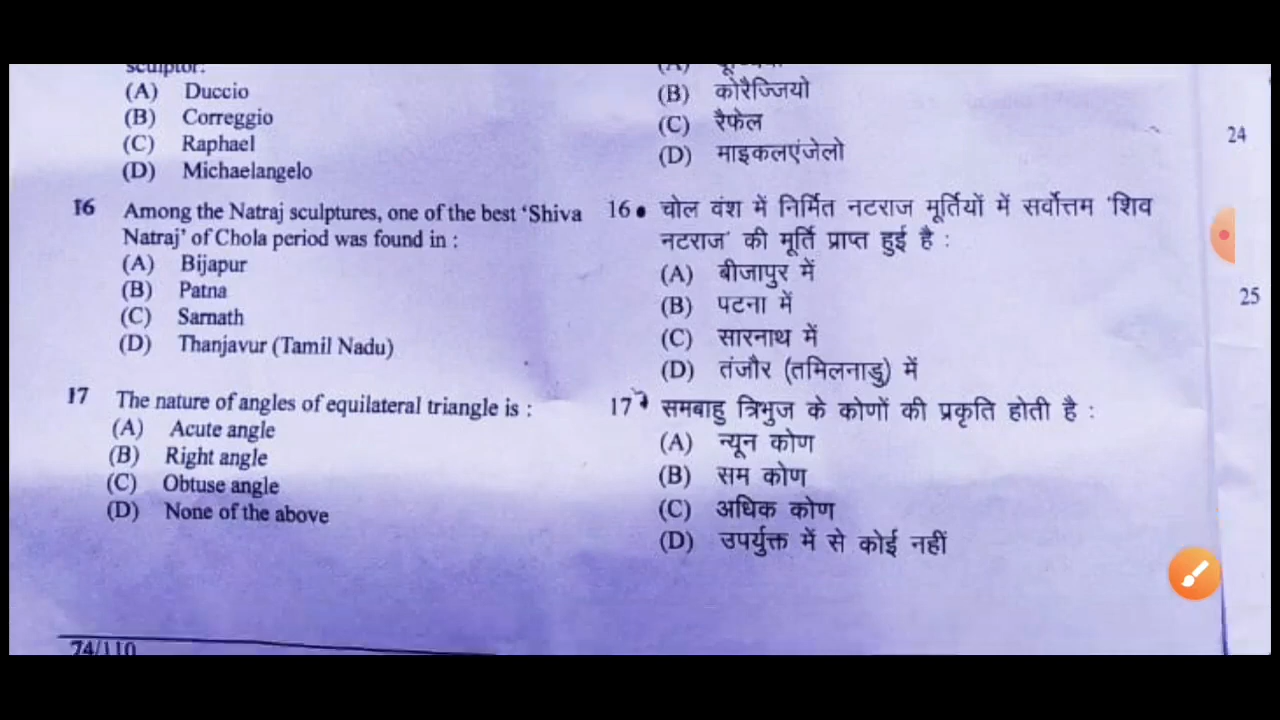 sculptor:
(A) Duccio
(B) Correggio
(C) Raphael
(D) Michaelangelo
16 Among the Natraj sculptures, one of the best ‘Shiva
Natraj’ of Chola period was found in :
(A) Bijapur
(B) Patna
(C) Sarnath
(D) Thanjavur (Tamil Nadu)
17 The nature of angles of equilateral triangle is :
(A) Acute angle
(B) Right angle
(C) Obtuse angle
(D) None of the above
74/110
(A)
(B) कोरैज्जियो
(C) रैफेल
(D) माइकलएंजेलो
16 चोल वंश में निर्मित नटराज मूर्तियों में सर्वोत्तम 'शिव
नटराज' की मूर्ति प्राप्त हुई है :
(A) बीजापुर में
(B) पटना में
(C) सारनाथ में
(D) तंजौर (तमिलनाडु) में
17 समबाहु त्रिभुज के कोणों की प्रकृति होती है :
(A) न्यून कोण
(B) सम कोण
(C) अधिक कोण
(D) उपर्युक्त में से कोई नहीं
24
25